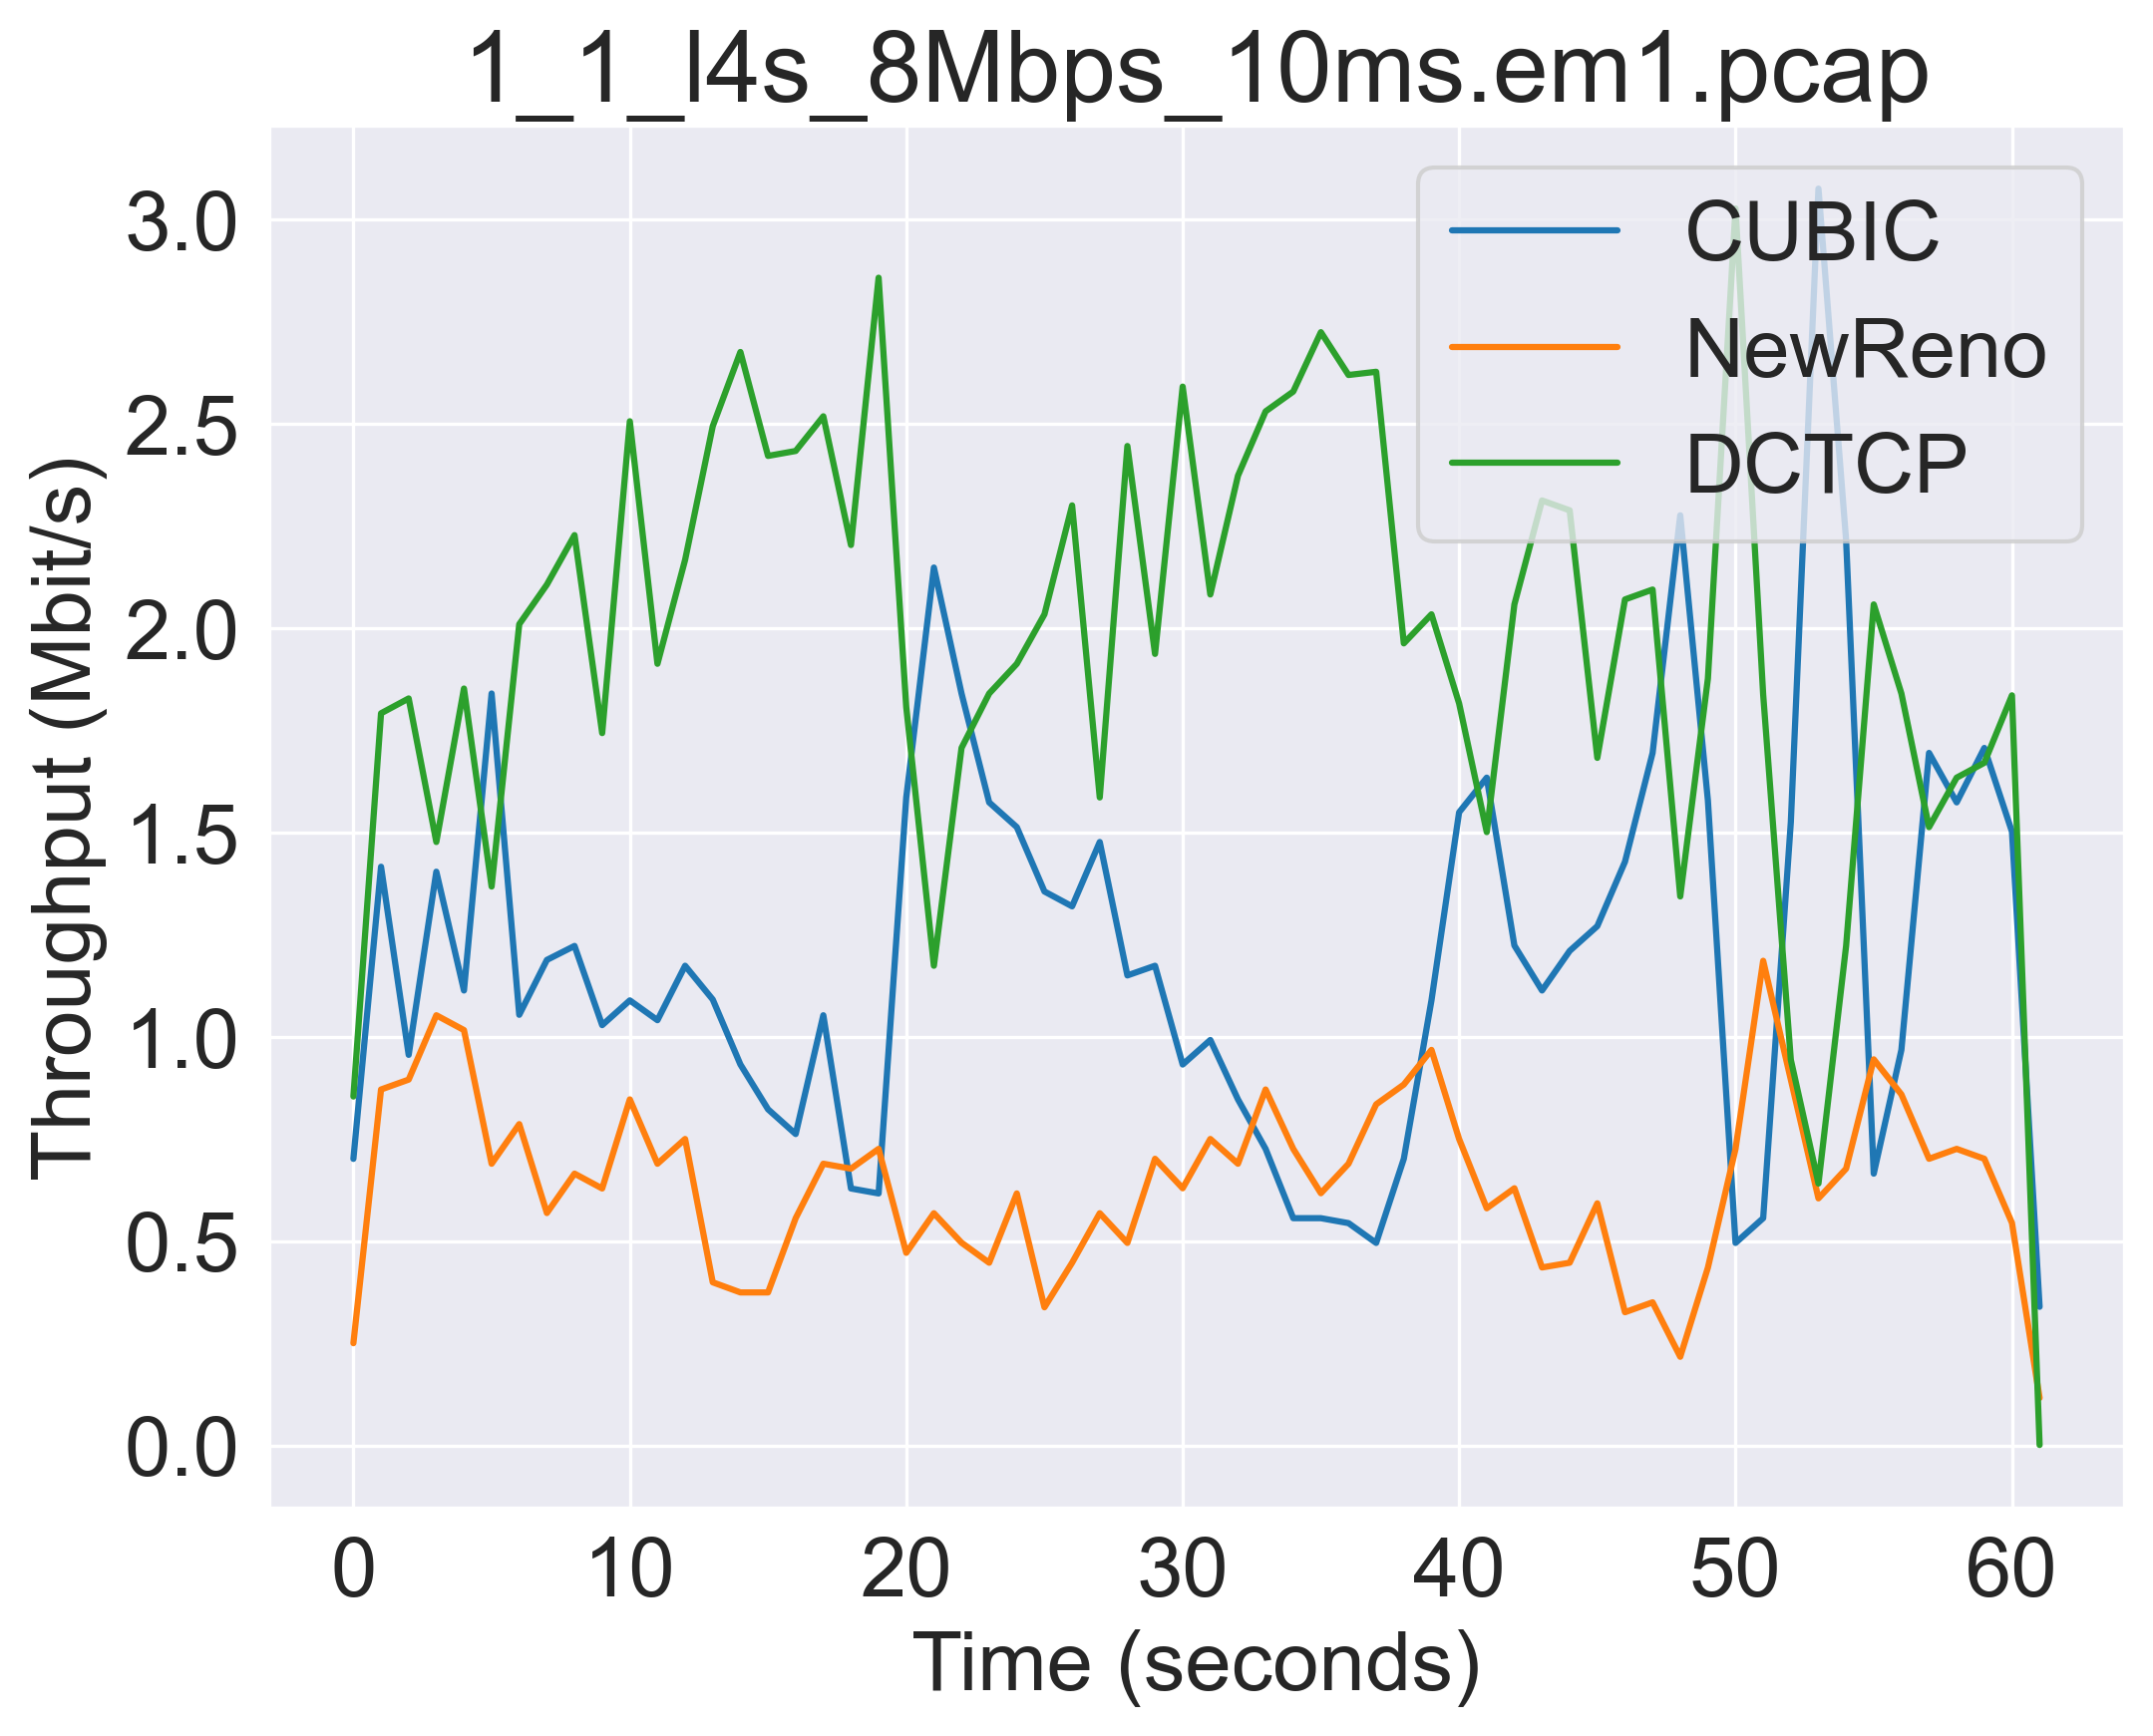 1_1_l4s_8Mbps_10ms.em1.pcap
Throughput (Mbit/s)
3.0
2.5
2.0
1.5
1.0
0.5
0.0
CUBIC
NewReno
DCTCP
0 10 20 30 40 50 60
Time (seconds)